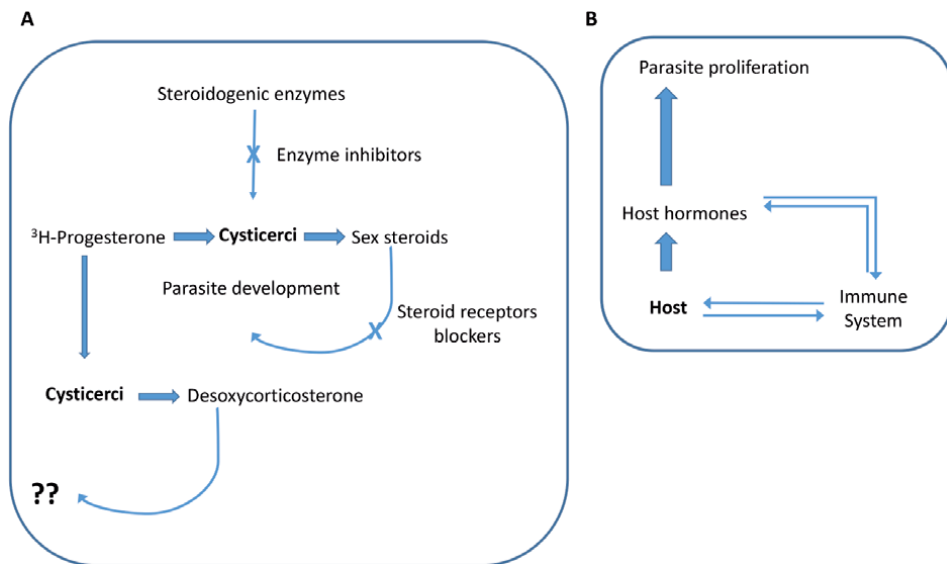 A
Steroidogenic enzymes
X
Enzyme inhibitors
³H-Progesterone
Cysticerci
Sex steroids
Parasite development
Steroid receptors
blockers
X
Cysticerci
Desoxycorticosterone
??
B
Parasite proliferation
Host hormones
Host
Immune
System